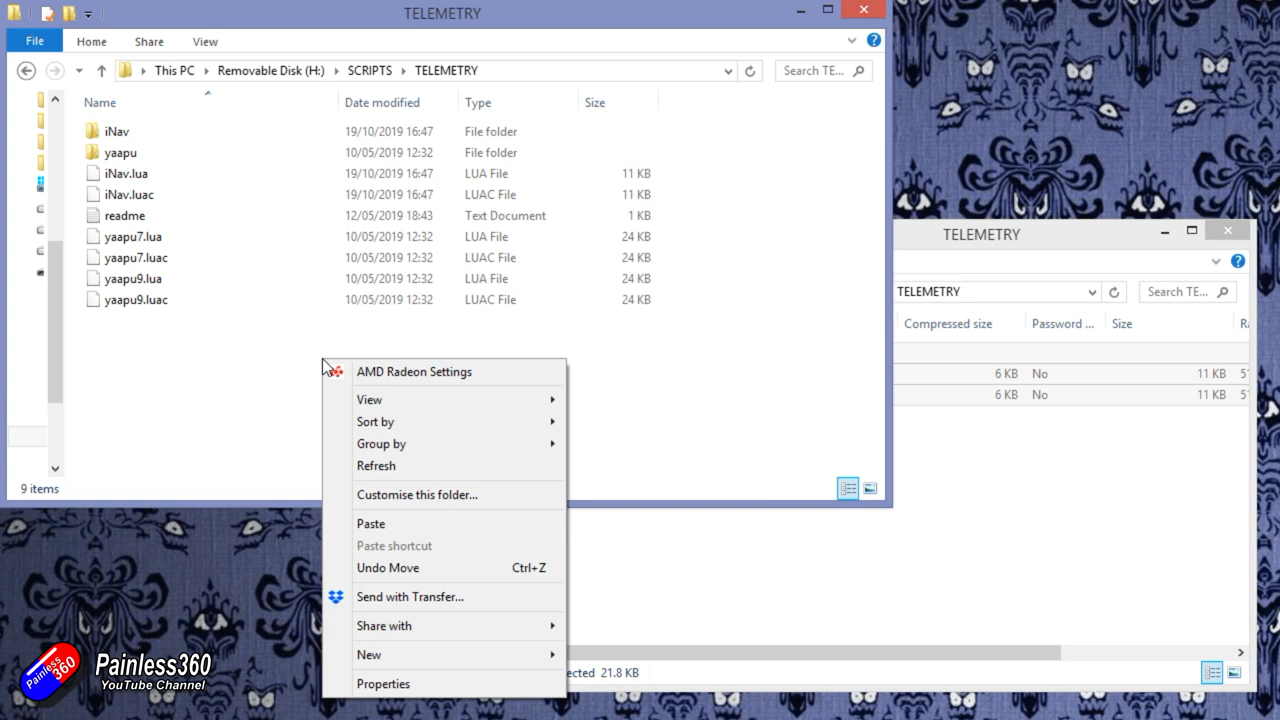 TELEMETRY
File Home Share View
This PC Removable Disk (H:) SCRIPTS TELEMETRY Search TE...
Name Date modified Type Size
iNav 19/10/2019 16:47 File folder
yaapu 10/05/2019 12:32 File folder
iNav.lua 19/10/2019 16:47 LUA File 11 KB
iNav.luac 19/10/2019 16:47 LUAC File 11 KB
readme 12/05/2019 18:43 Text Document 1 KB
yaapu7.lua 10/05/2019 12:32 LUA File 24 KB
yaapu7.luac 10/05/2019 12:32 LUAC File 24 KB
yaapu9.lua 10/05/2019 12:32 LUA File 24 KB
yaapu9.luac 10/05/2019 12:32 LUAC File 24 KB
9 items
AMD Radeon Settings
View
Sort by
Group by
Refresh
Customise this folder...
Paste
Paste shortcut
Undo Move Ctrl+Z
Send with Transfer...
Share with
New
Properties
TELEMETRY
TELEMETRY Search TE...
Compressed size Password ... Size Ra
6 KB No 11 KB 51
6 KB No 11 KB 51
ected 21.8 KB
Painless360
Painless360
YouTube Channel